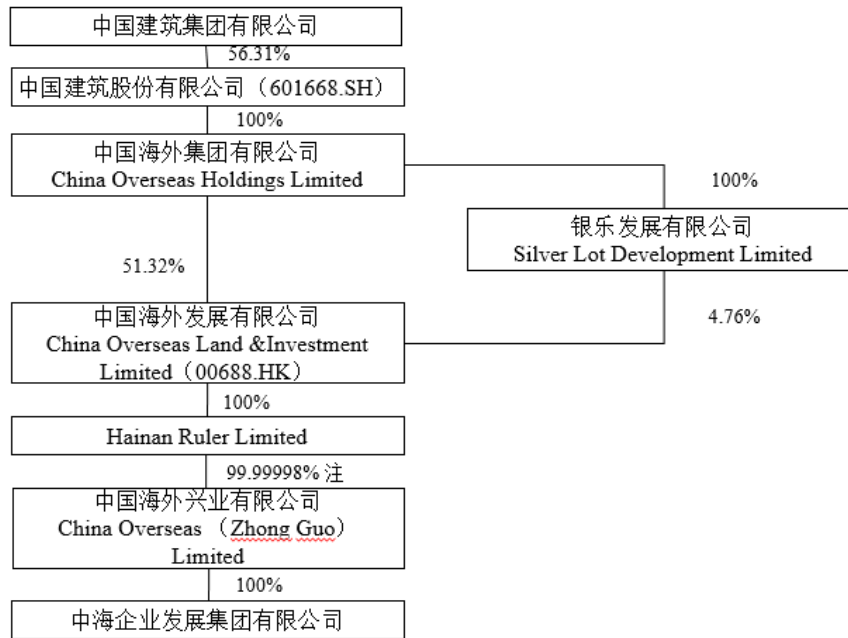 中国建筑集团有限公司
56.31%
中国建筑股份有限公司（601668.SH）
100%
中国海外集团有限公司
China Overseas Holdings Limited
100%
银乐发展有限公司
Silver Lot Development Limited
51.32%
4.76%
中国海外发展有限公司
China Overseas Land &Investment
Limited（00688.HK）
100%
Hainan Ruler Limited
99.99998% 注
中国海外兴业有限公司
China Overseas （Zhong Guo）
Limited
100%
中海企业发展集团有限公司